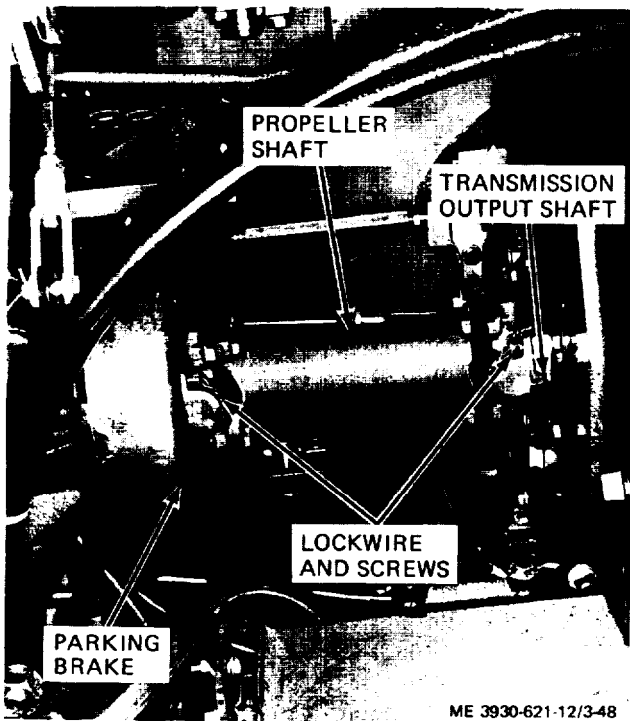 PROPELLER
SHAFT
TRANSMISSION
OUTPUT SHAFT
LOCKWIRE
AND SCREWS
PARKING
BRAKE
ME 3930-621-12/3-48